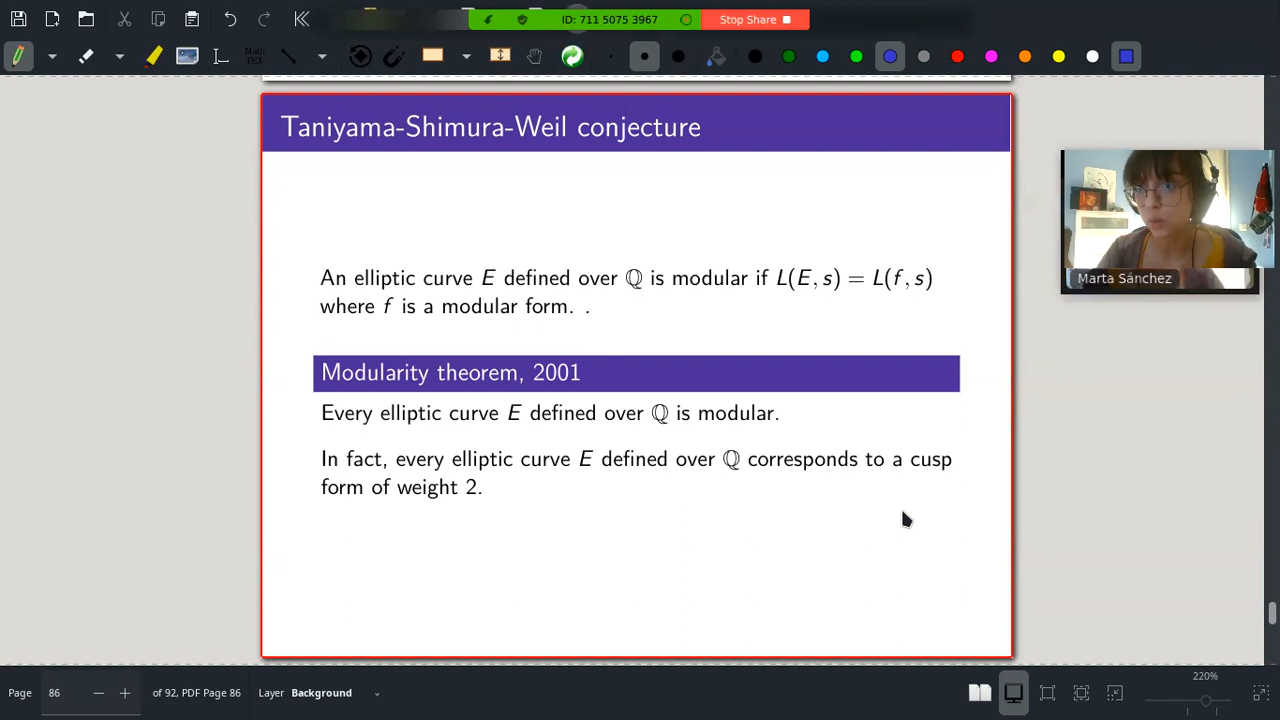 ID: 711 5075 3967
Stop Share
Math
TEX
Taniyama-Shimura-Weil conjecture
An elliptic curve E defined over ℚ is modular if L(E, s) = L(f, s)
where f is a modular form. .
Modularity theorem, 2001
Every elliptic curve E defined over ℚ is modular.
In fact, every elliptic curve E defined over ℚ corresponds to a cusp
form of weight 2.
Marta Sánchez
Page 86 of 92, PDF Page 86 Layer Background 220%